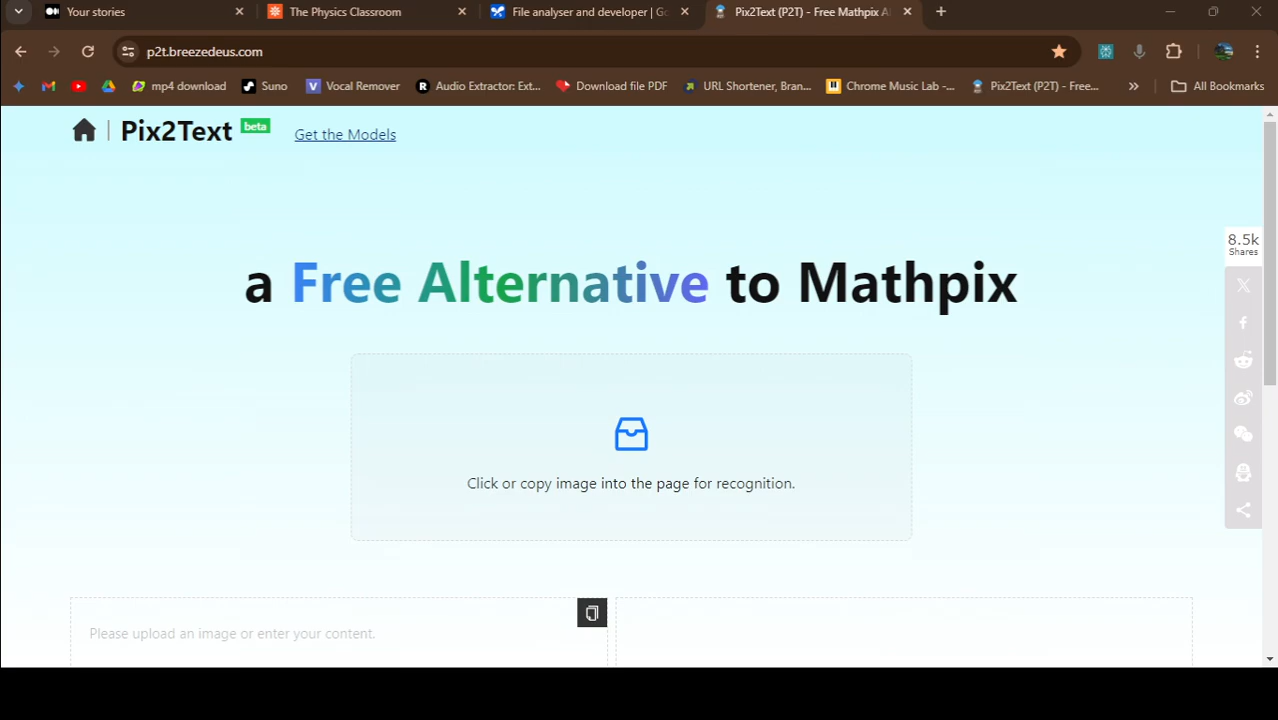 Your stories
The Physics Classroom
File analyser and developer | Go
Pix2Text (P2T) - Free Mathpix Al
p2t.breezedeus.com
mp4 download
Suno
Vocal Remover
Audio Extractor: Ext...
Download file PDF
URL Shortener, Bran...
Chrome Music Lab -...
Pix2Text (P2T) - Free...
All Bookmarks
Pix2Text beta
Get the Models
a Free Alternative to Mathpix
8.5k
Shares
Click or copy image into the page for recognition.
Please upload an image or enter your content.